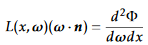 L(x, ω)(ω · n) = d²Φ / dωdx